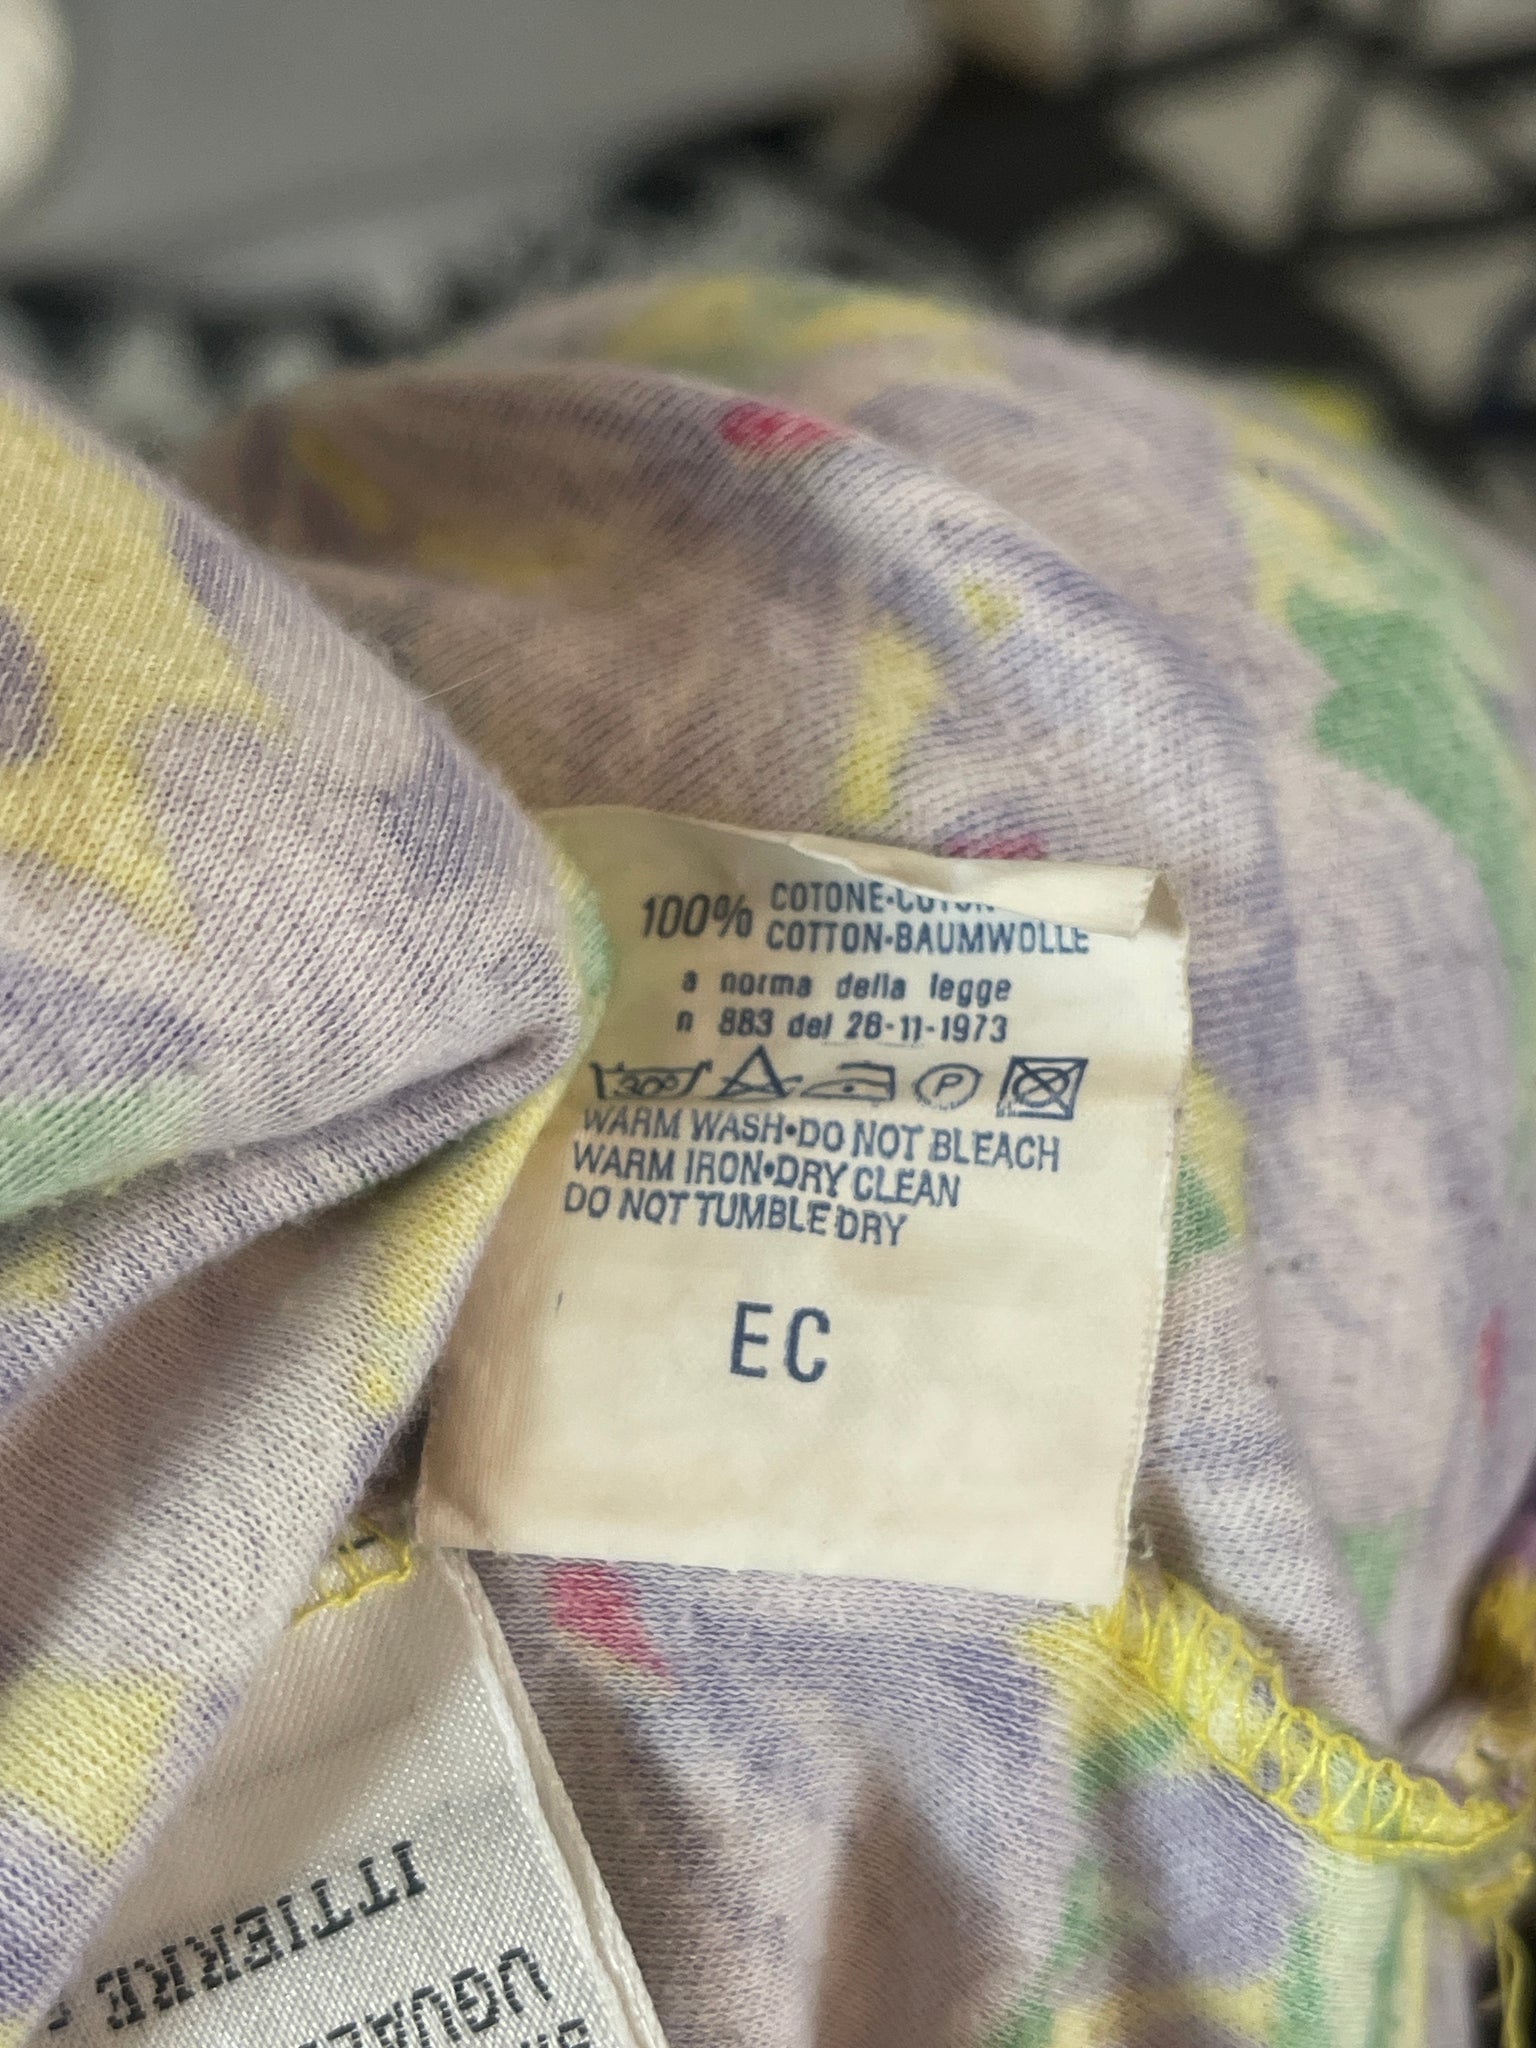 100% COTONE•COTON
COTTON•BAUMWOLLE
a norma della legge
n 883 del 26-11-1973
30° P
WARM WASH•DO NOT BLEACH
WARM IRON•DRY CLEAN
DO NOT TUMBLE DRY
EC
ITTIERRE